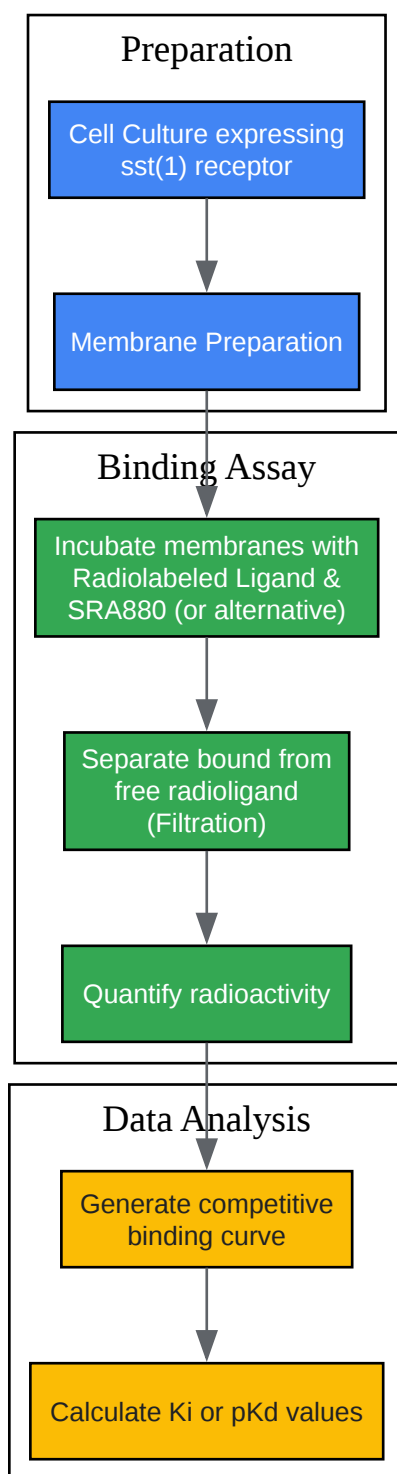 Preparation
Cell Culture expressing
sst(1) receptor
Membrane Preparation
Binding Assay
Incubate membranes with
Radiolabeled Ligand &
SRA880 (or alternative)
Separate bound from
free radioligand
(Filtration)
Quantify radioactivity
Data Analysis
Generate competitive
binding curve
Calculate Ki or pKd values